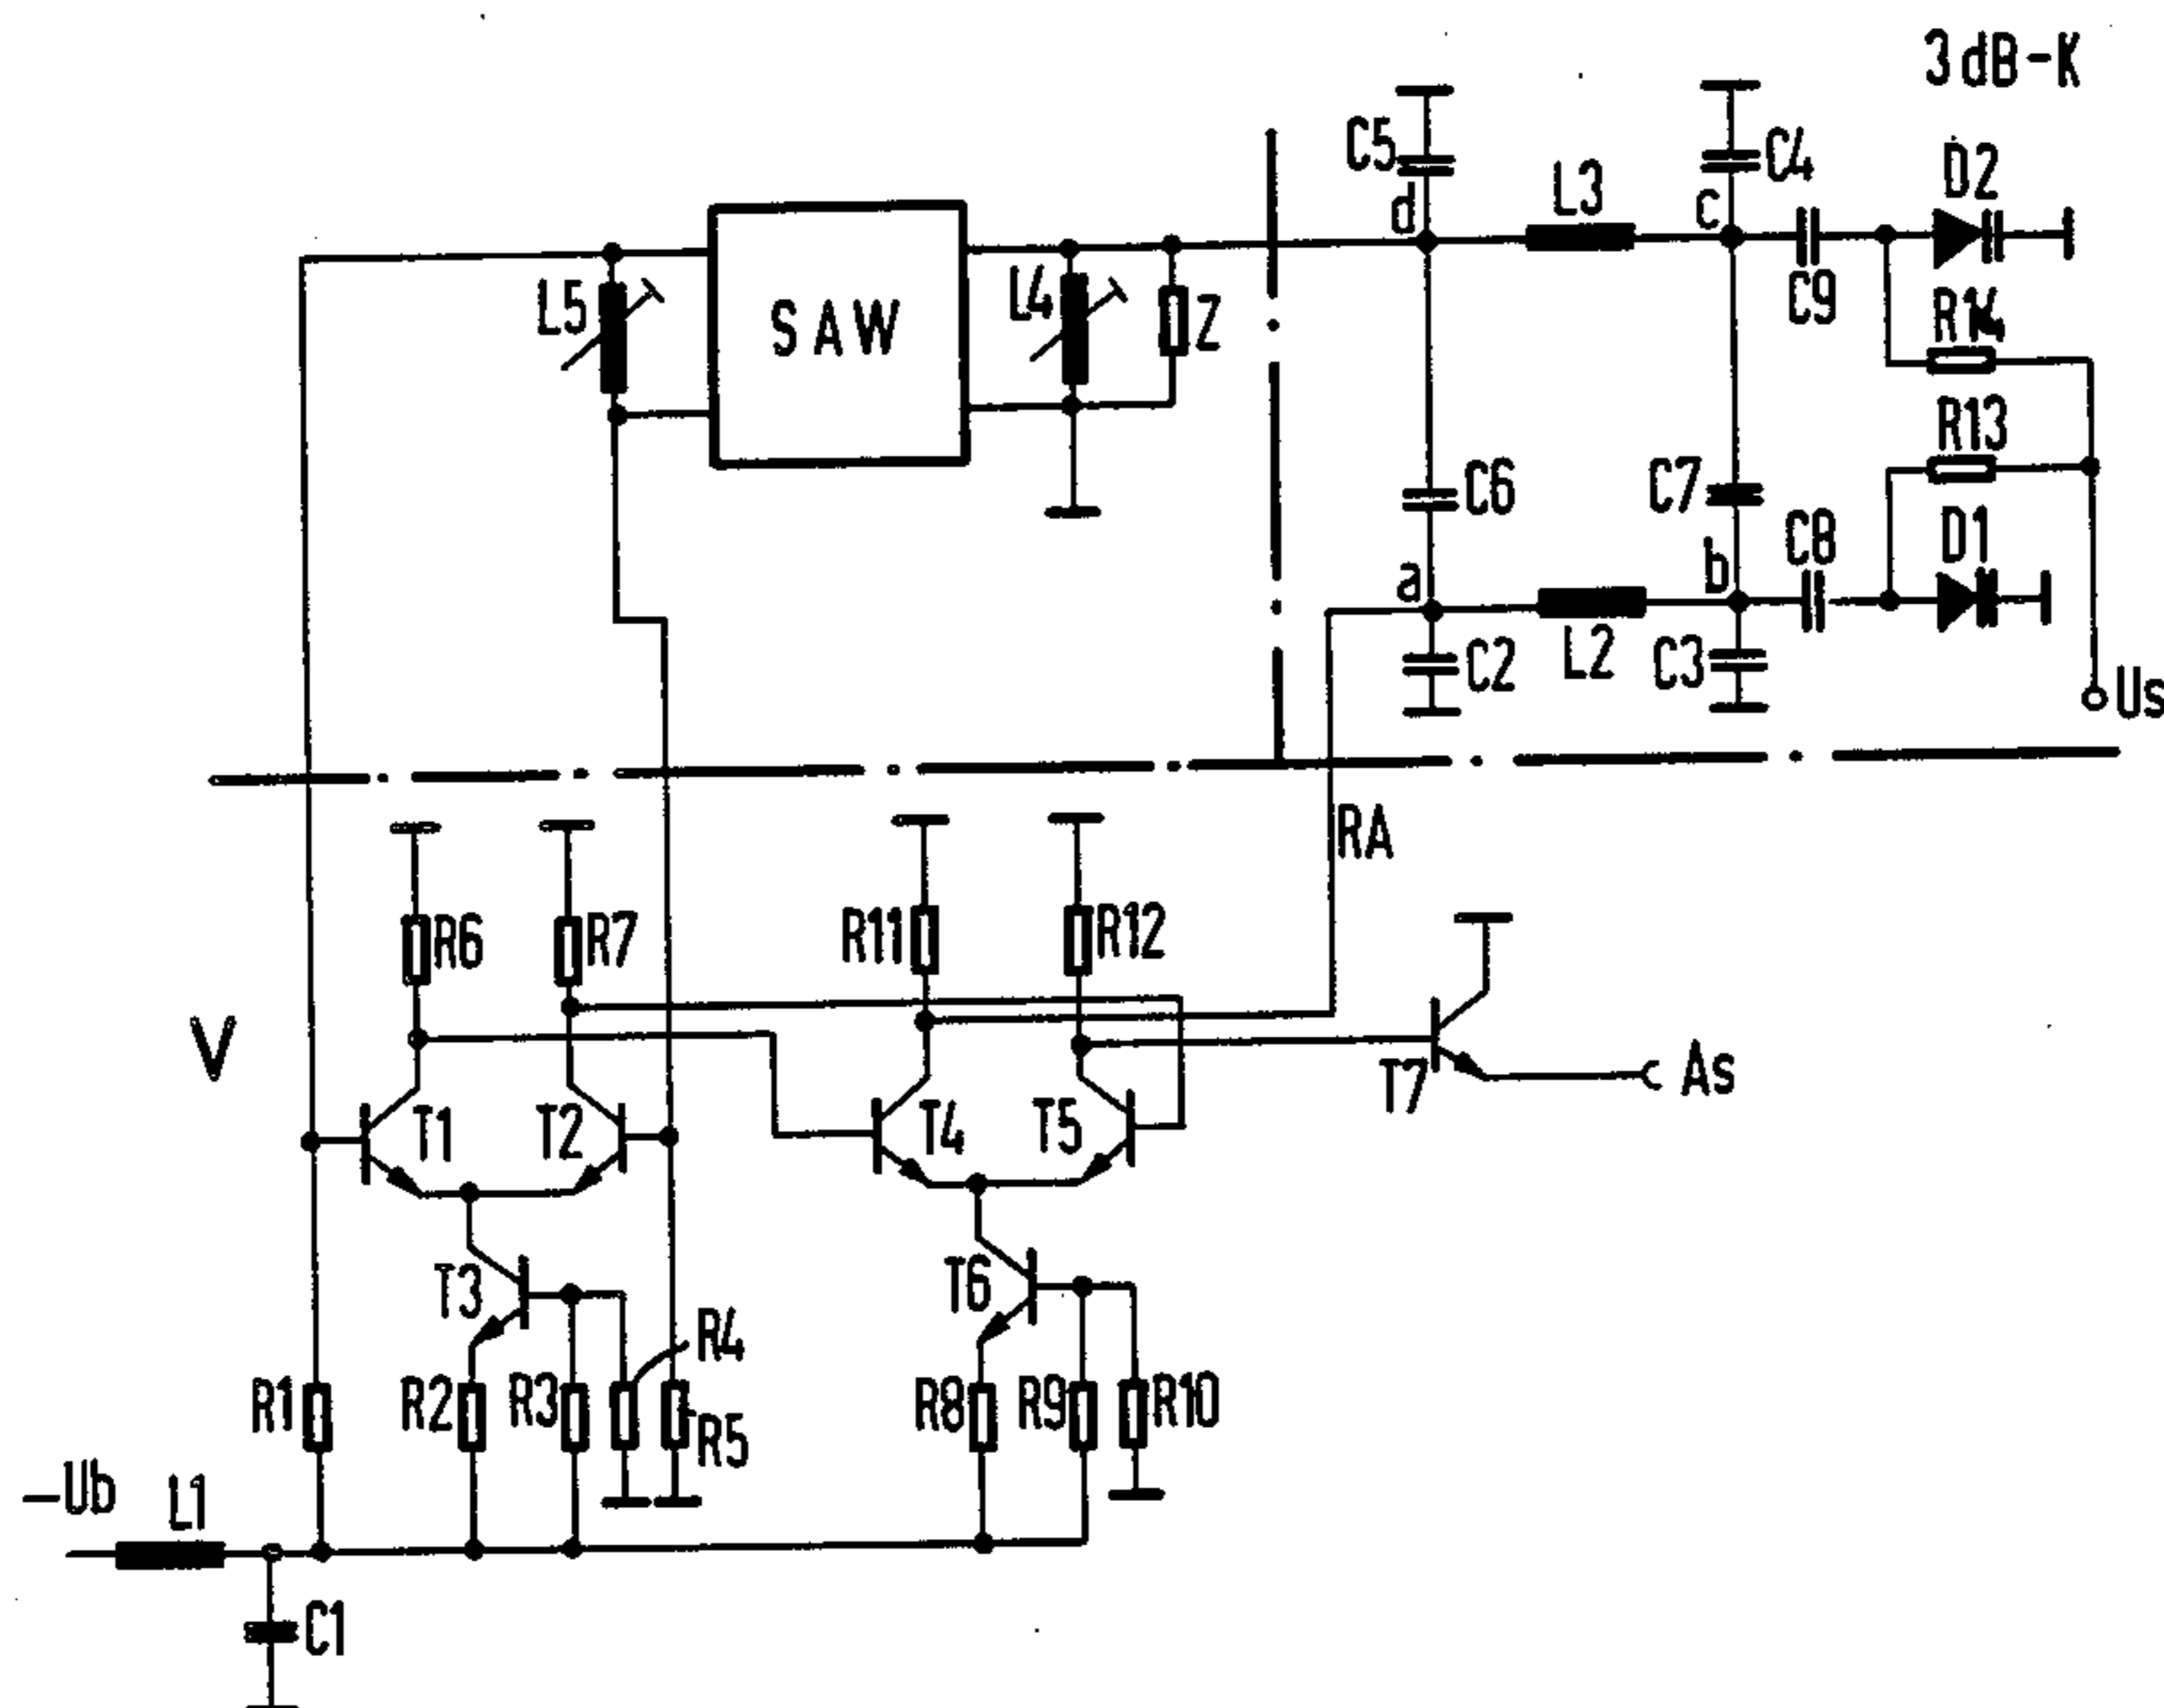 3dB-K
C5
C4
D2
d
L3
c
L5
SAW
L4
Z
C9
R14
R13
C6
C7
C8
D1
a
b
C2
L2
C3
Us
RA
R6
R7
R11
R12
V
T1
T2
T4
T5
T7
As
T3
T6
R4
R1
R2
R3
R5
R8
R9
R10
-Ub
L1
C1